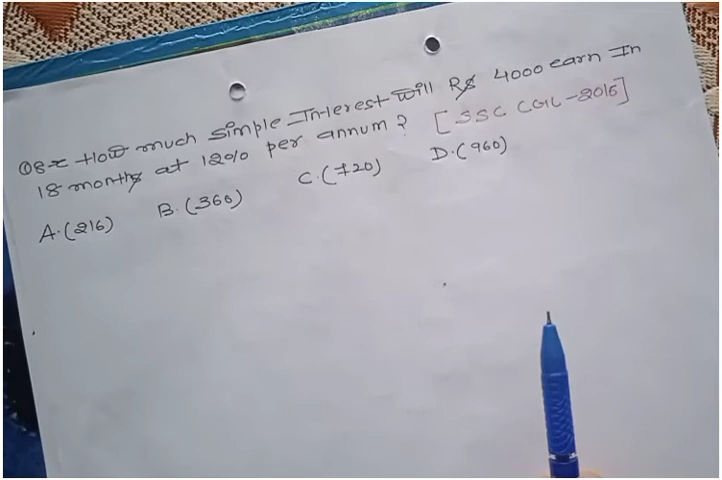 Q8:- How much Simple Interest will Rs 4000 earn In
18 months at 12% per annum? [SSC CGL-2016]
A.(216) B.(360) C.(720) D.(960)